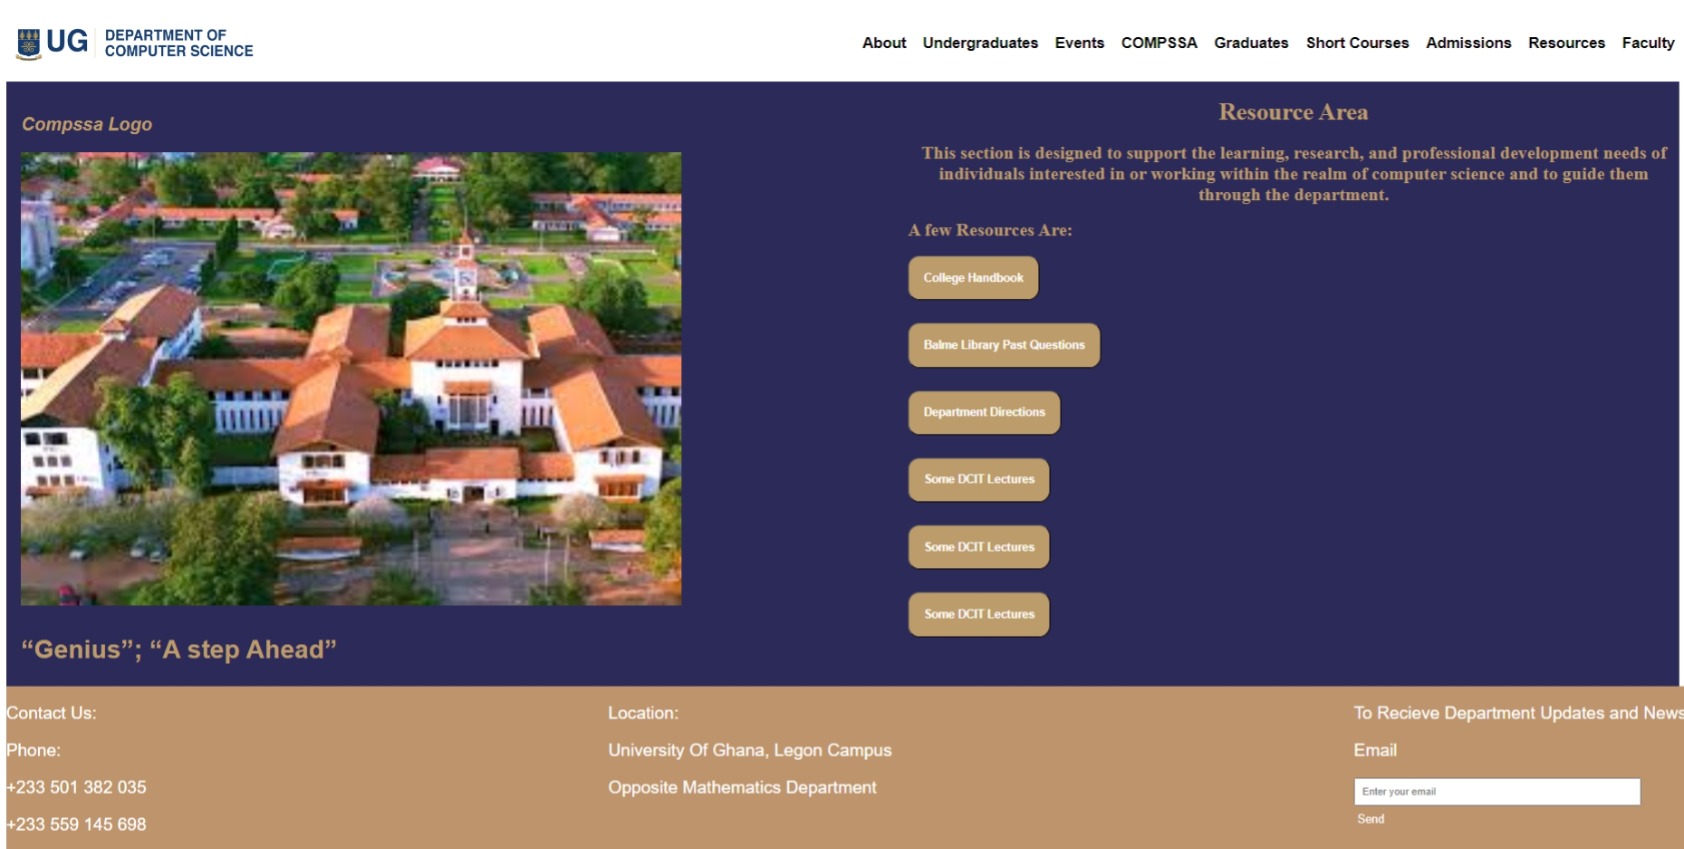 UG
DEPARTMENT OF
COMPUTER SCIENCE
About Undergraduates Events COMPSSA Graduates Short Courses Admissions Resources Faculty
Compssa Logo
“Genius”; “A step Ahead”
Resource Area
This section is designed to support the learning, research, and professional development needs of
individuals interested in or working within the realm of computer science and to guide them
through the department.
A few Resources Are:
College Handbook
Balme Library Past Questions
Department Directions
Some DCIT Lectures
Some DCIT Lectures
Some DCIT Lectures
Contact Us:
Phone:
+233 501 382 035
+233 559 145 698
Location:
University Of Ghana, Legon Campus
Opposite Mathematics Department
To Recieve Department Updates and News
Email
Enter your email
Send